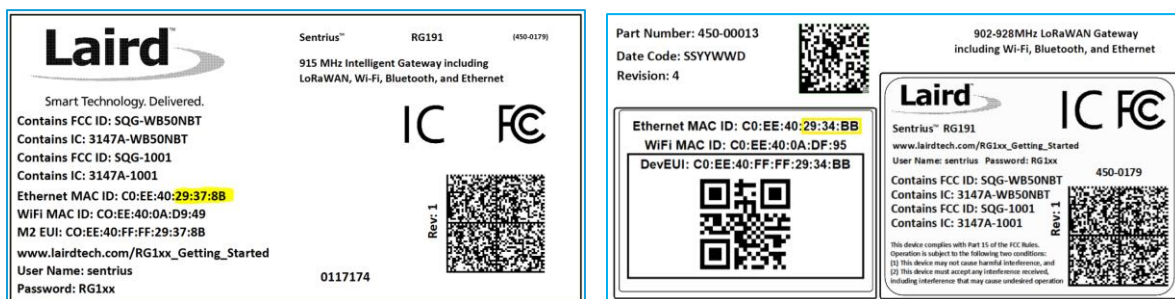 Laird
Smart Technology. Delivered.
Sentrius™ RG191 (450-0179)
915 MHz Intelligent Gateway including
LoRaWAN, Wi-Fi, Bluetooth, and Ethernet
IC FC
Contains FCC ID: SQG-WB50NBT
Contains IC: 3147A-WB50NBT
Contains FCC ID: SQG-1001
Contains IC: 3147A-1001
Ethernet MAC ID: C0:EE:40:29:37:8B
WiFi MAC ID: CO:EE:40:0A:D9:49
M2 EUI: CO:EE:40:FF:FF:29:37:8B
www.lairdtech.com/RG1xx_Getting_Started
User Name: sentrius
Password: RG1xx
0117174
Rev: 1
Part Number: 450-00013
Date Code: SSYYWWD
Revision: 4
902-928MHz LoRaWAN Gateway
including Wi-Fi, Bluetooth, and Ethernet
Ethernet MAC ID: C0:EE:40:29:34:BB
WiFi MAC ID: C0:EE:40:0A:DF:95
DevEUI: C0:EE:40:FF:FF:29:34:BB
Laird
IC FC
Sentrius™ RG191
www.lairdtech.com/RG1xx_Getting_Started
User Name: sentrius Password: RG1xx
450-0179
Contains FCC ID: SQG-WB50NBT
Contains IC: 3147A-WB50NBT
Contains FCC ID: SQG-1001
Contains IC: 3147A-1001
Rev: 1
This device complies with Part 15 of the FCC Rules.
Operation is subject to the following two conditions:
(1) This device may not cause harmful interference, and
(2) This device must accept any interference received,
including interference that may cause undesired operation